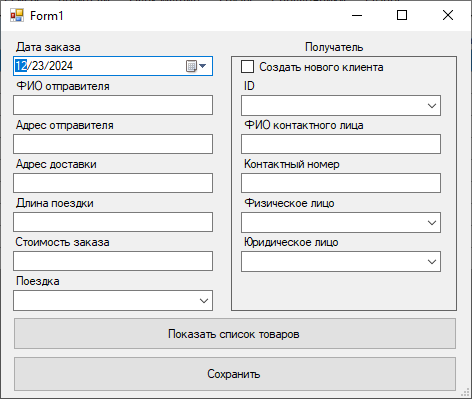 Form1
Дата заказа
12/23/2024
ФИО отправителя
Адрес отправителя
Адрес доставки
Длина поездки
Стоимость заказа
Поездка
Получатель
Создать нового клиента
ID
ФИО контактного лица
Контактный номер
Физическое лицо
Юридическое лицо
Показать список товаров
Сохранить